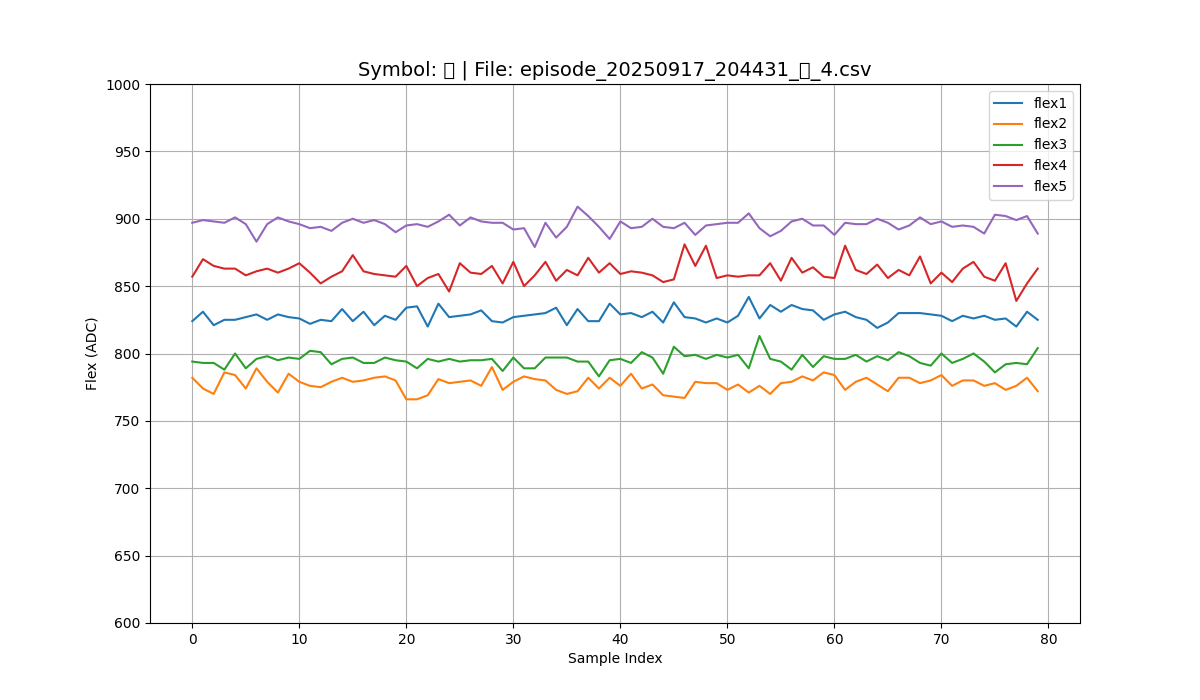 Symbol: | File: episode_20250917_204431_ _4.csv
1000
950
900
850
800
750
700
650
600
Flex (ADC)
0 10 20 30 40 50 60 70 80
Sample Index
flex1
flex2
flex3
flex4
flex5